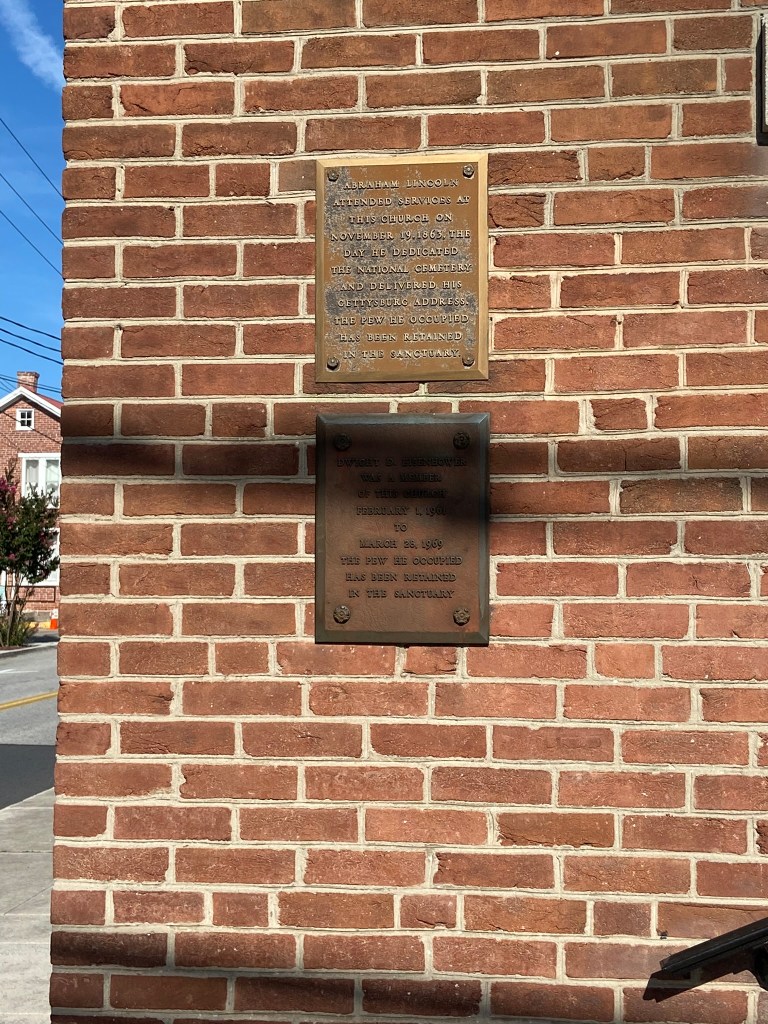 ABRAHAM LINCOLN
ATTENDED SERVICES AT
THIS CHURCH ON
NOVEMBER 19, 1863, THE
DAY HE DEDICATED
THE NATIONAL CEMETERY
AND DELIVERED HIS
GETTYSBURG ADDRESS.
THE PEW HE OCCUPIED
HAS BEEN RETAINED
IN THE SANCTUARY.
DWIGHT D. EISENHOWER
WAS A MEMBER
OF THIS CHURCH
FEBRUARY 1,
TO
MARCH 28, 1969
THE PEW HE OCCUPIED
HAS BEEN RETAINED
IN THE SANCTUARY